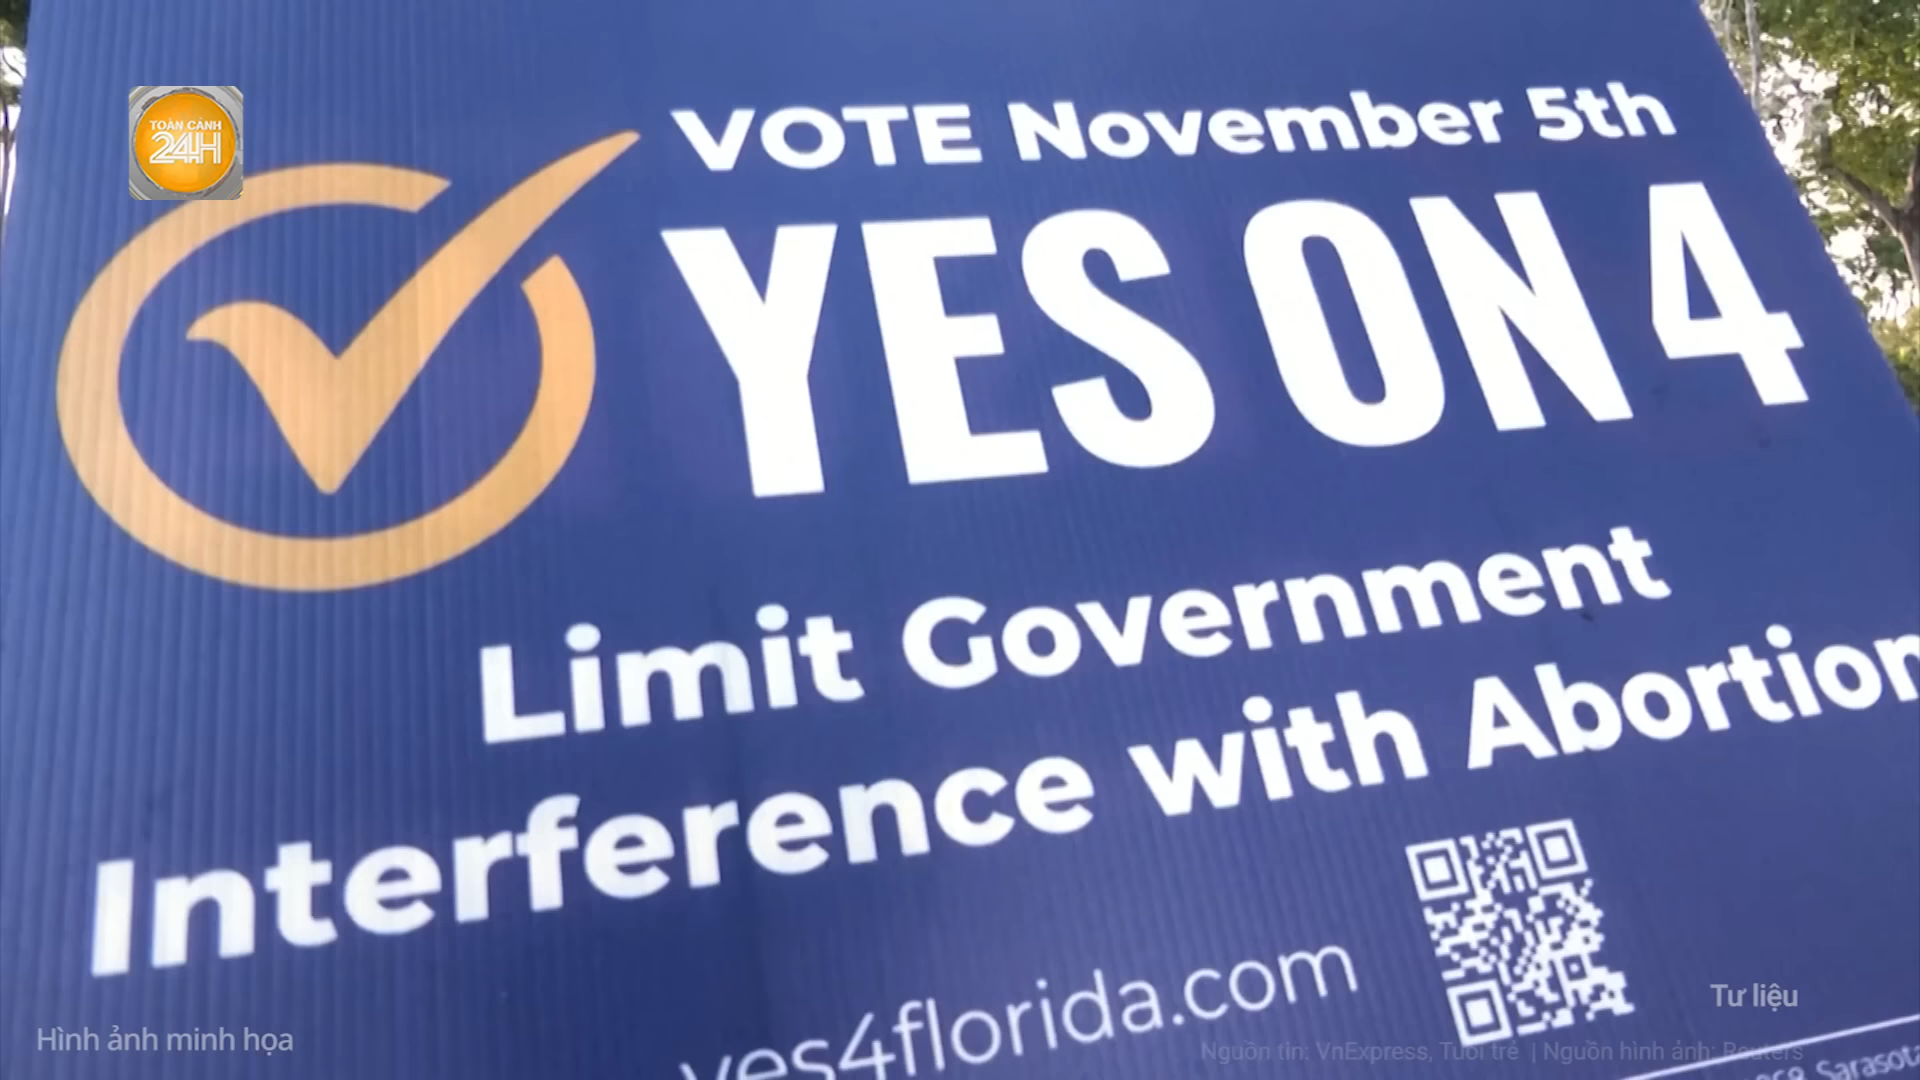 TOÀN CẢNH
24H
VOTE November 5th
YES ON 4
Limit Government
Interference with Abortion
yes4florida.com
Tư liệu
Hình ảnh minh họa
Nguồn tin: VnExpress, Tuổi trẻ | Nguồn hình ảnh: Reuters
Sarasota